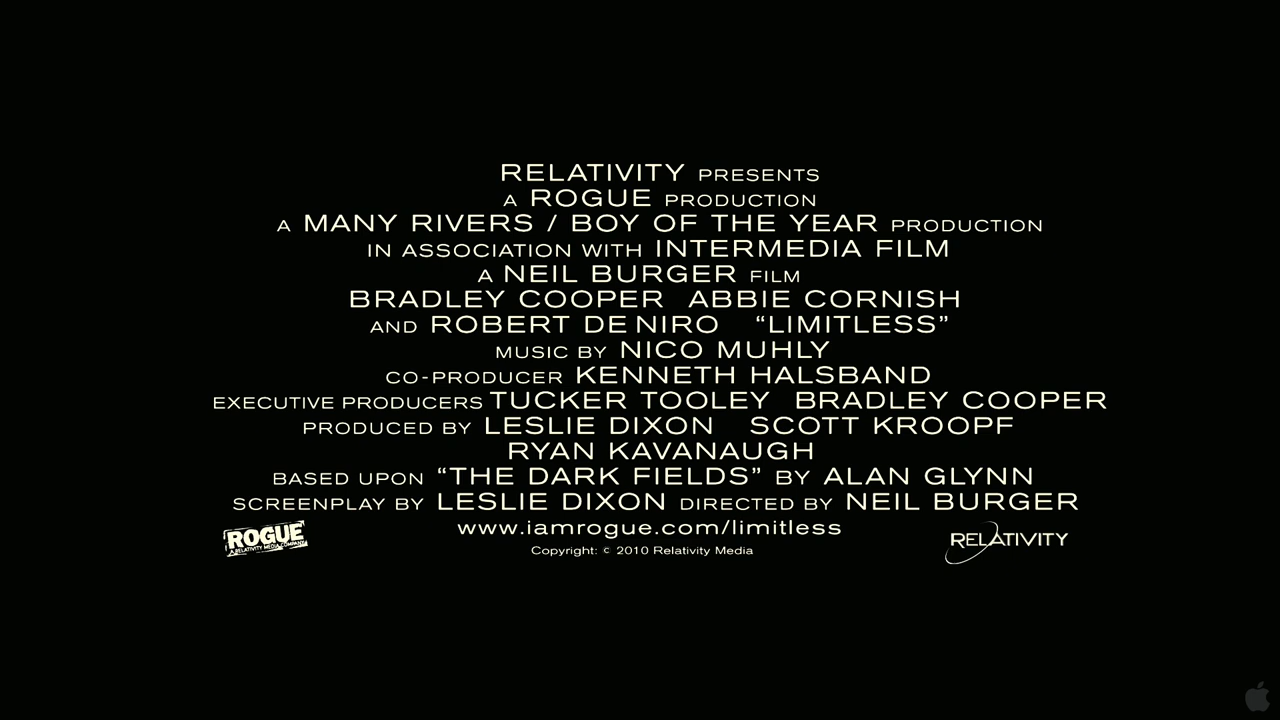 RELATIVITY PRESENTS
A ROGUE PRODUCTION
A MANY RIVERS / BOY OF THE YEAR PRODUCTION
IN ASSOCIATION WITH INTERMEDIA FILM
A NEIL BURGER FILM
BRADLEY COOPER ABBIE CORNISH
AND ROBERT DE NIRO “LIMITLESS”
MUSIC BY NICO MUHLY
CO-PRODUCER KENNETH HALSBAND
EXECUTIVE PRODUCERS TUCKER TOOLEY BRADLEY COOPER
PRODUCED BY LESLIE DIXON SCOTT KROOPF
RYAN KAVANAUGH
BASED UPON “THE DARK FIELDS” BY ALAN GLYNN
SCREENPLAY BY LESLIE DIXON DIRECTED BY NEIL BURGER
www.iamrogue.com/limitless
Copyright: © 2010 Relativity Media
ROGUE
A RELATIVITY MEDIA COMPANY
RELATIVITY